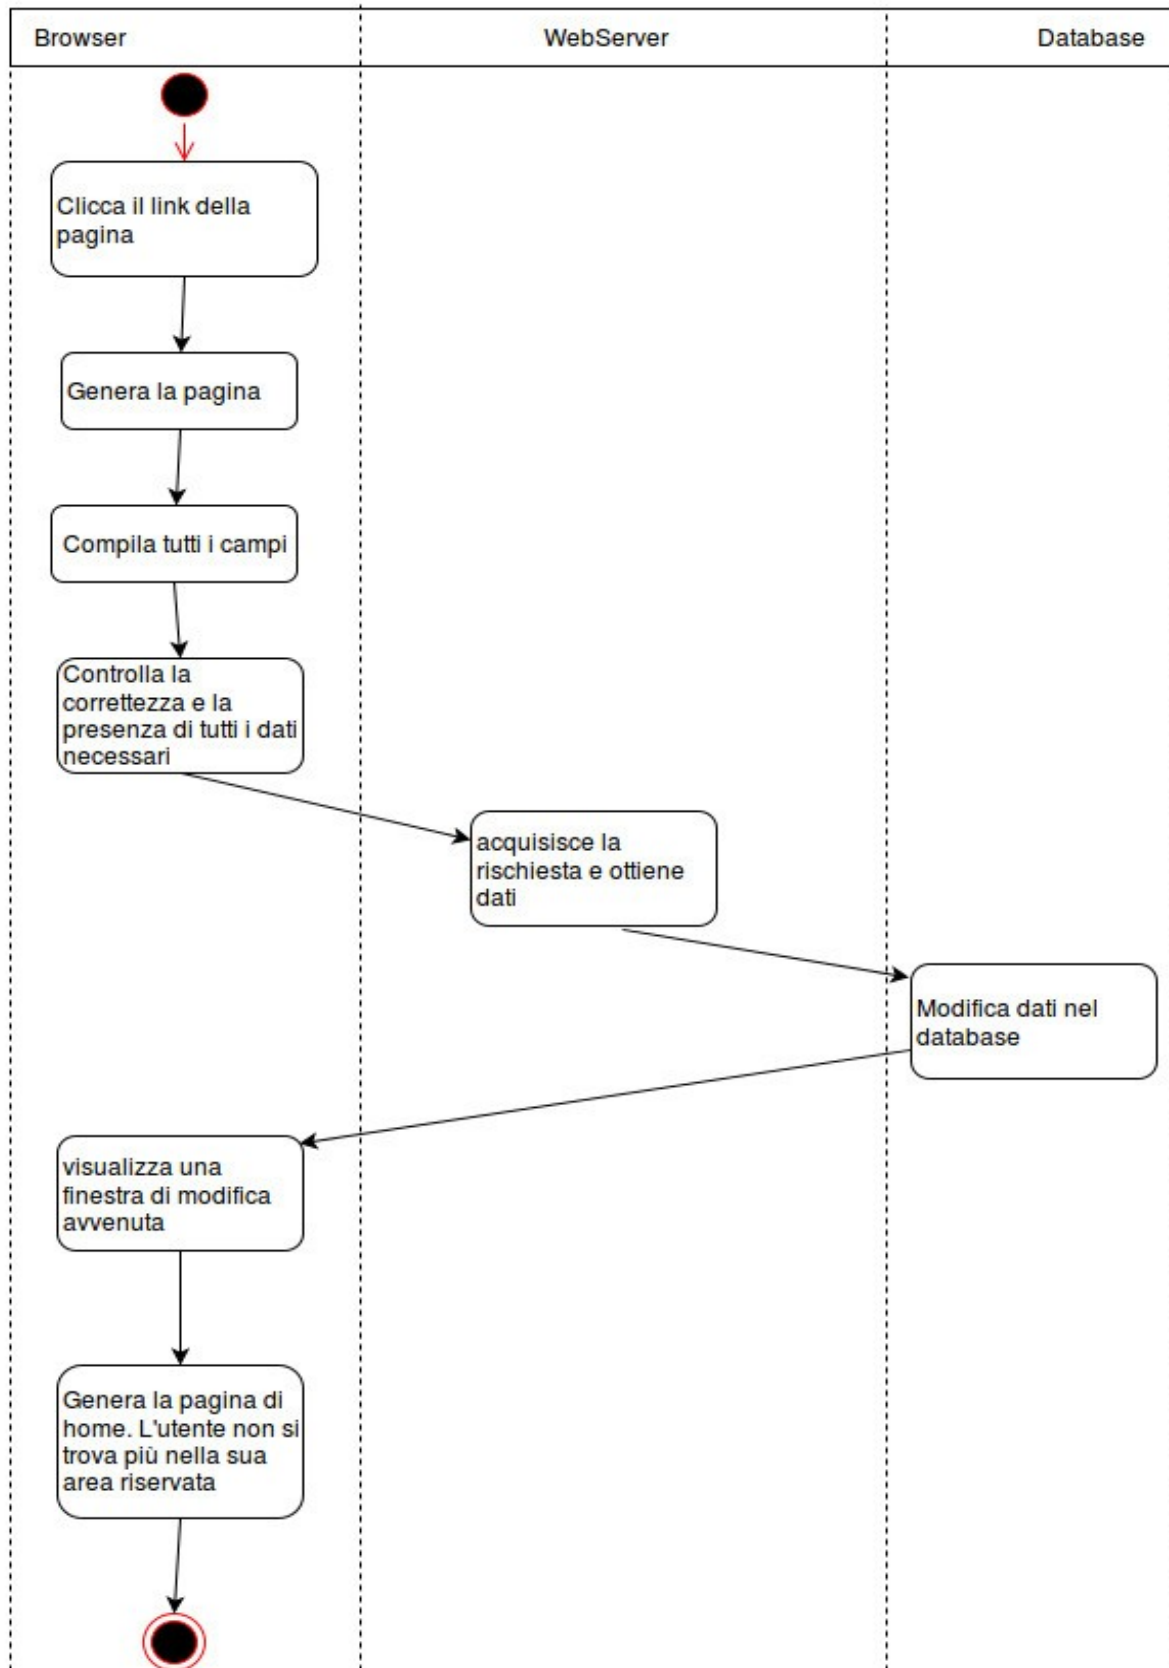 Browser
WebServer
Database
Clicca il link della
pagina
Genera la pagina
Compila tutti i campi
Controlla la
correttezza e la
presenza di tutti i dati
necessari
acquisisce la
rischiesta e ottiene
dati
Modifica dati nel
database
visualizza una
finestra di modifica
avvenuta
Genera la pagina di
home. L'utente non si
trova più nella sua
area riservata